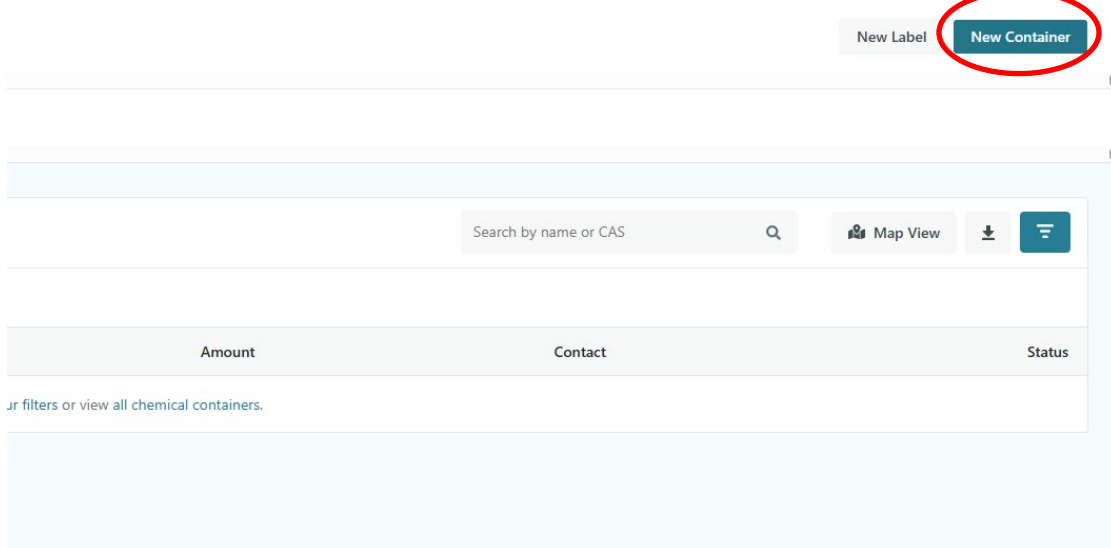 New Label New Container
Search by name or CAS Map View
Amount Contact Status
ur filters or view all chemical containers.